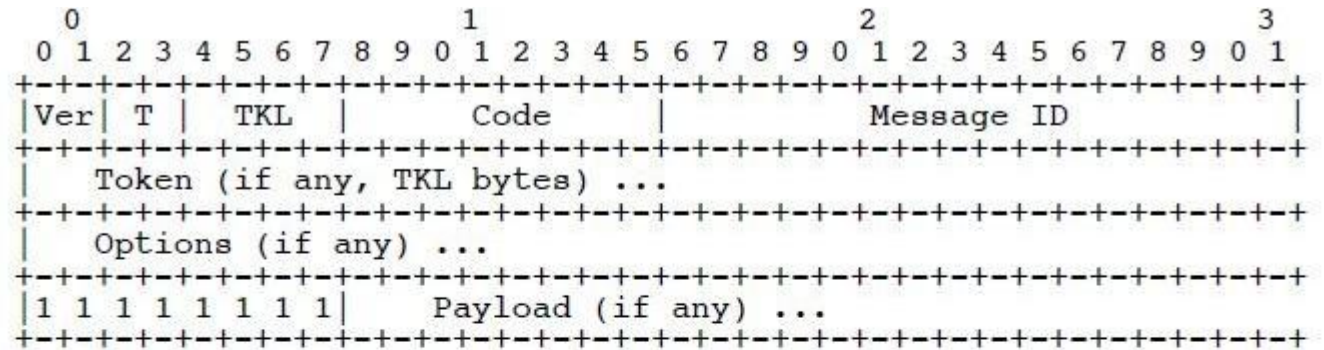 0                   1                   2                   3
 0 1 2 3 4 5 6 7 8 9 0 1 2 3 4 5 6 7 8 9 0 1 2 3 4 5 6 7 8 9 0 1
+-+-+-+-+-+-+-+-+-+-+-+-+-+-+-+-+-+-+-+-+-+-+-+-+-+-+-+-+-+-+-+-+
|Ver| T |  TKL  |      Code     |          Message ID           |
+-+-+-+-+-+-+-+-+-+-+-+-+-+-+-+-+-+-+-+-+-+-+-+-+-+-+-+-+-+-+-+-+
|   Token (if any, TKL bytes) ...
+-+-+-+-+-+-+-+-+-+-+-+-+-+-+-+-+-+-+-+-+-+-+-+-+-+-+-+-+-+-+-+-+
|   Options (if any) ...
+-+-+-+-+-+-+-+-+-+-+-+-+-+-+-+-+-+-+-+-+-+-+-+-+-+-+-+-+-+-+-+-+
|1 1 1 1 1 1 1 1|    Payload (if any) ...
+-+-+-+-+-+-+-+-+-+-+-+-+-+-+-+-+-+-+-+-+-+-+-+-+-+-+-+-+-+-+-+-+